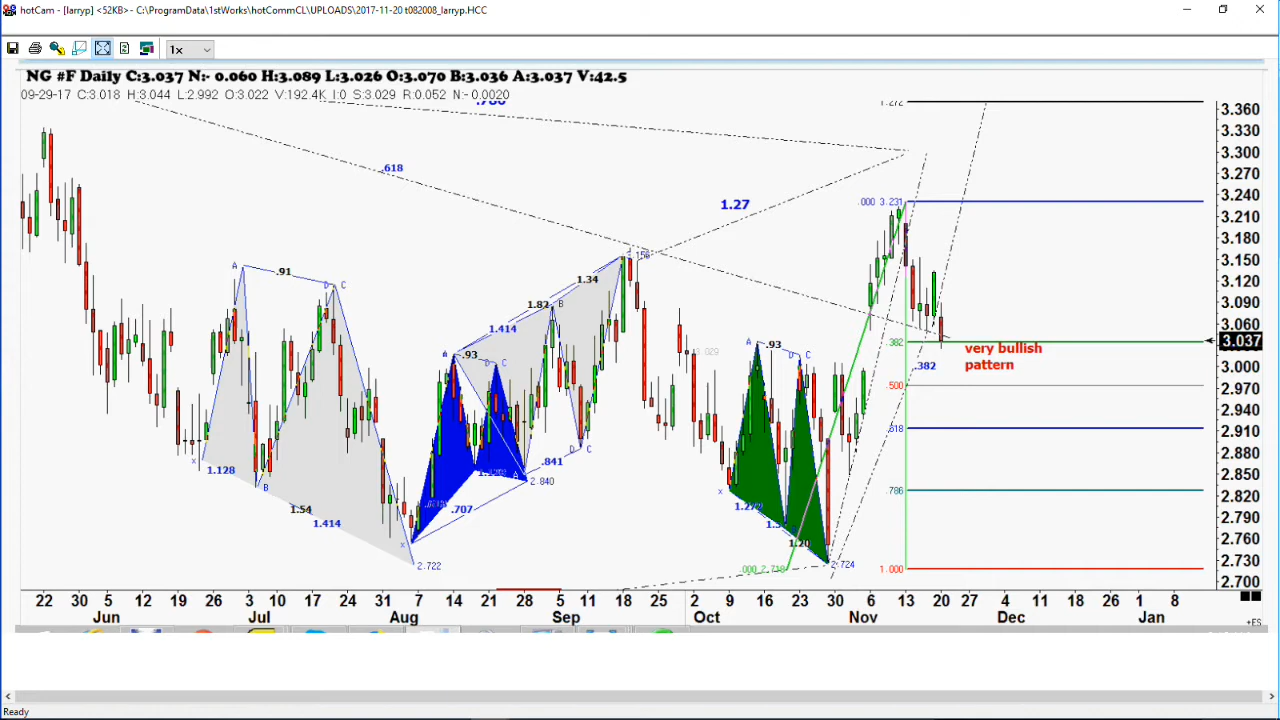 hotCam - [larryp] <52KB> - C:\ProgramData\1stWorks\hotCommCL\UPLOADS\2017-11-20 t082008_larryp.HCC
1x
NG #F Daily C:3.037 N:- 0.060 H:3.089 L:3.026 O:3.070 B:3.036 A:3.037 V:42.5
09-29-17 C:3.018 H:3.044 L:2.992 O:3.022 V:192.4K I:0 S:3.029 R:0.052 N:- 0.0020
.786
1.272
3.360
3.330
3.300
3.270
3.240
3.210
3.180
3.150
3.120
3.090
3.060
3.037
3.000
2.970
2.940
2.910
2.880
2.850
2.820
2.790
2.760
2.730
2.700
.618
1.27
.000 3.231
A
.91
D C
X
1.128
B
1.54
1.414
2.722
1.34
1.82
B
1.414
A
.93
D C
D C
.841
A
2.840
.707
X
3.029
A
.93
D C
X
1.272
1.20
2.724
.000 2.718
.382
very bullish
pattern
.382
.500
.618
.786
1.000
22 30 5 12 19 26 3 10 17 24 31 7 14 21 28 5 11 18 25 2 9 16 23 30 6 13 20 27 4 11 18 26 1 8
Jun Jul Aug Sep Oct Nov Dec Jan
+ES
Ready